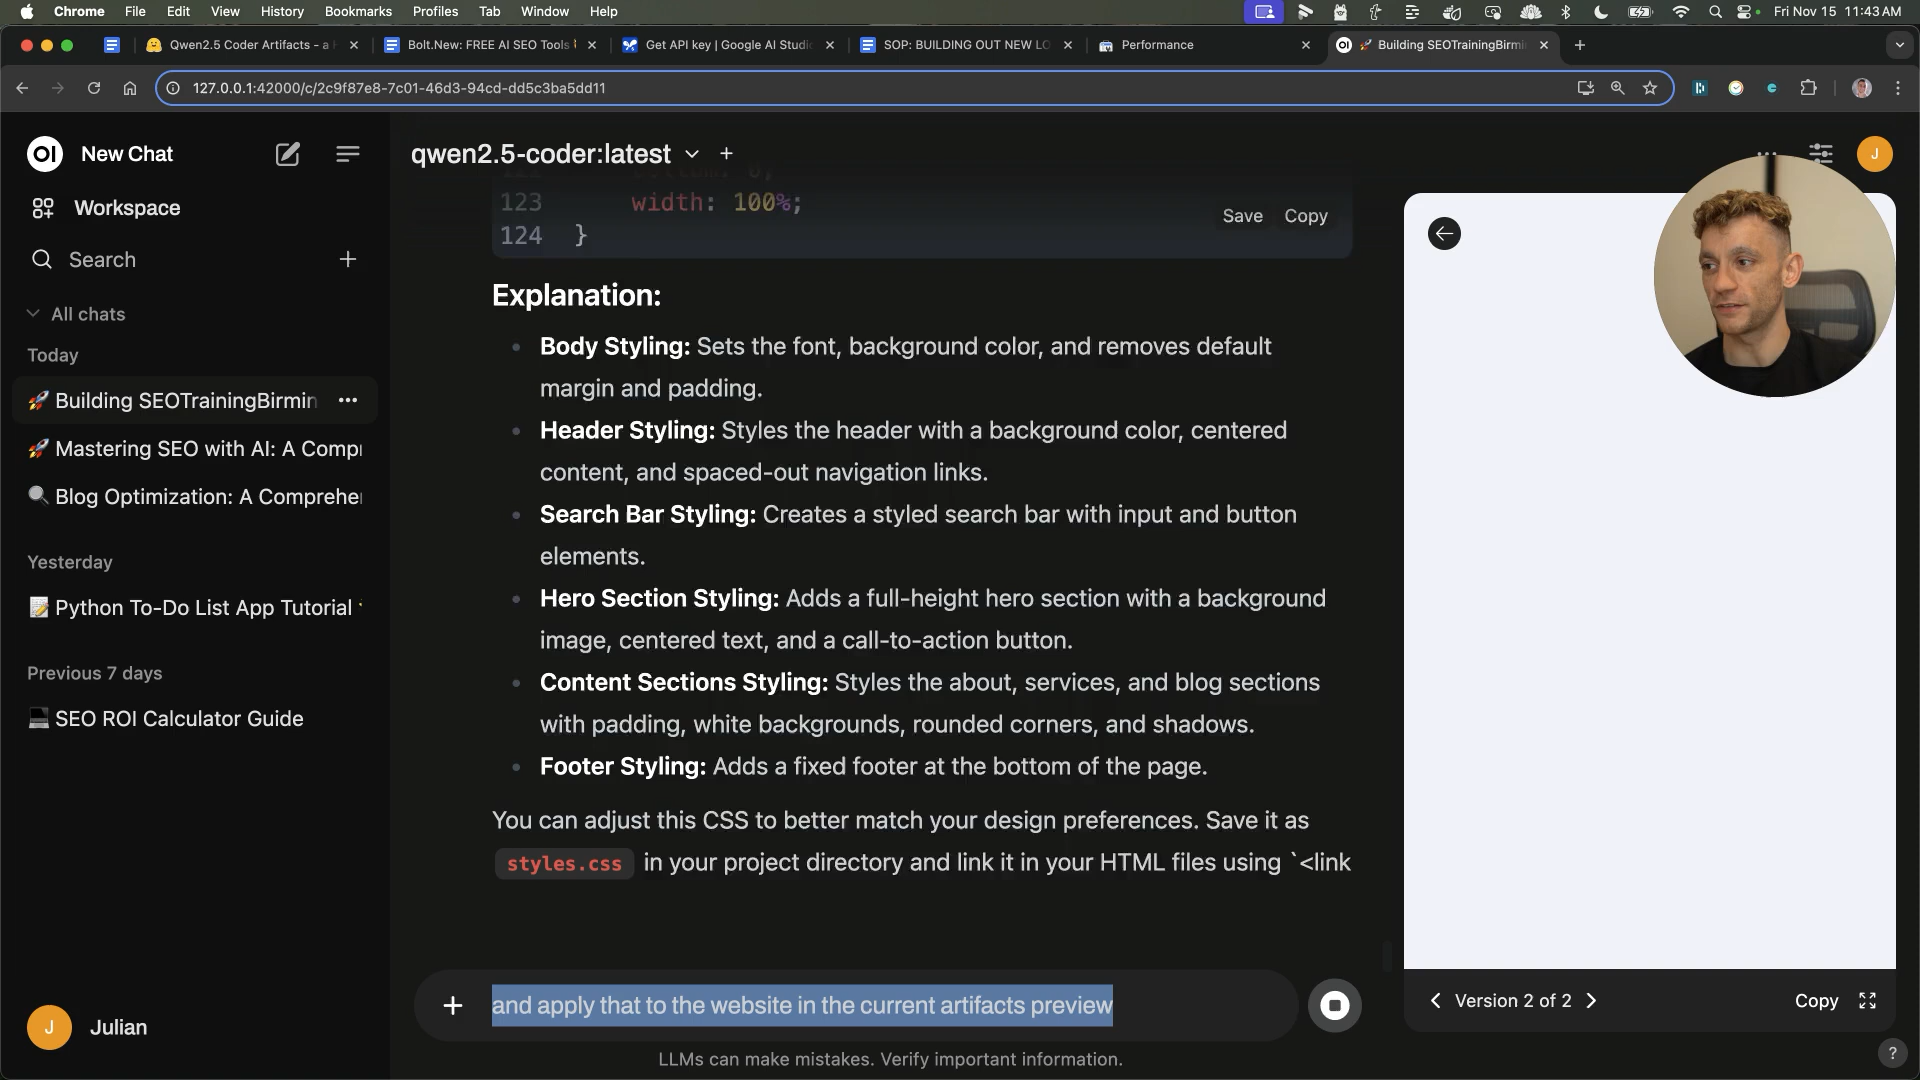 Chrome File Edit View History Bookmarks Profiles Tab Window Help Fri Nov 15 11:43 AM
Qwen2.5 Coder Artifacts - a Bolt.New: FREE AI SEO Tools Get API key | Google AI Studio SOP: BUILDING OUT NEW LO Performance Building SEOTrainingBirmi
127.0.0.1:42000/c/2c9f87e8-7c01-46d3-94cd-dd5c3ba5dd11
OI New Chat
Workspace
Search
All chats
Today
Building SEOTrainingBirmin
Mastering SEO with AI: A Compr
Blog Optimization: A Comprehe
Yesterday
Python To-Do List App Tutorial
Previous 7 days
SEO ROI Calculator Guide
J Julian
qwen2.5-coder:latest
J
123 width: 100%;
124 }
Save Copy
Explanation:
Body Styling: Sets the font, background color, and removes default
margin and padding.
Header Styling: Styles the header with a background color, centered
content, and spaced-out navigation links.
Search Bar Styling: Creates a styled search bar with input and button
elements.
Hero Section Styling: Adds a full-height hero section with a background
image, centered text, and a call-to-action button.
Content Sections Styling: Styles the about, services, and blog sections
with padding, white backgrounds, rounded corners, and shadows.
Footer Styling: Adds a fixed footer at the bottom of the page.
You can adjust this CSS to better match your design preferences. Save it as
styles.css in your project directory and link it in your HTML files using `<link
and apply that to the website in the current artifacts preview
LLMs can make mistakes. Verify important information.
Version 2 of 2 Copy
?